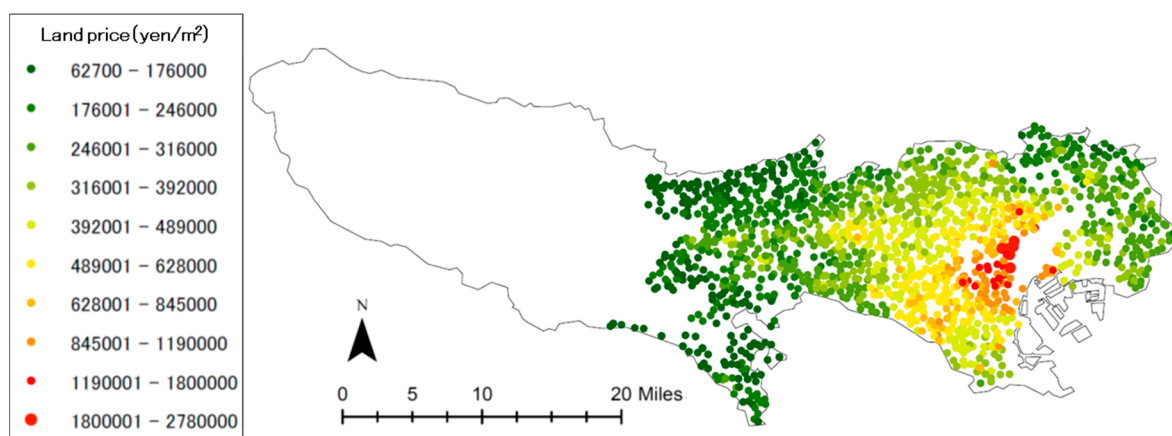 Land price(yen/m²)
62700 − 176000
176001 − 246000
246001 − 316000
316001 − 392000
392001 − 489000
489001 − 628000
628001 − 845000
845001 − 1190000
1190001 − 1800000
1800001 − 2780000
N
0 5 10 20 Miles